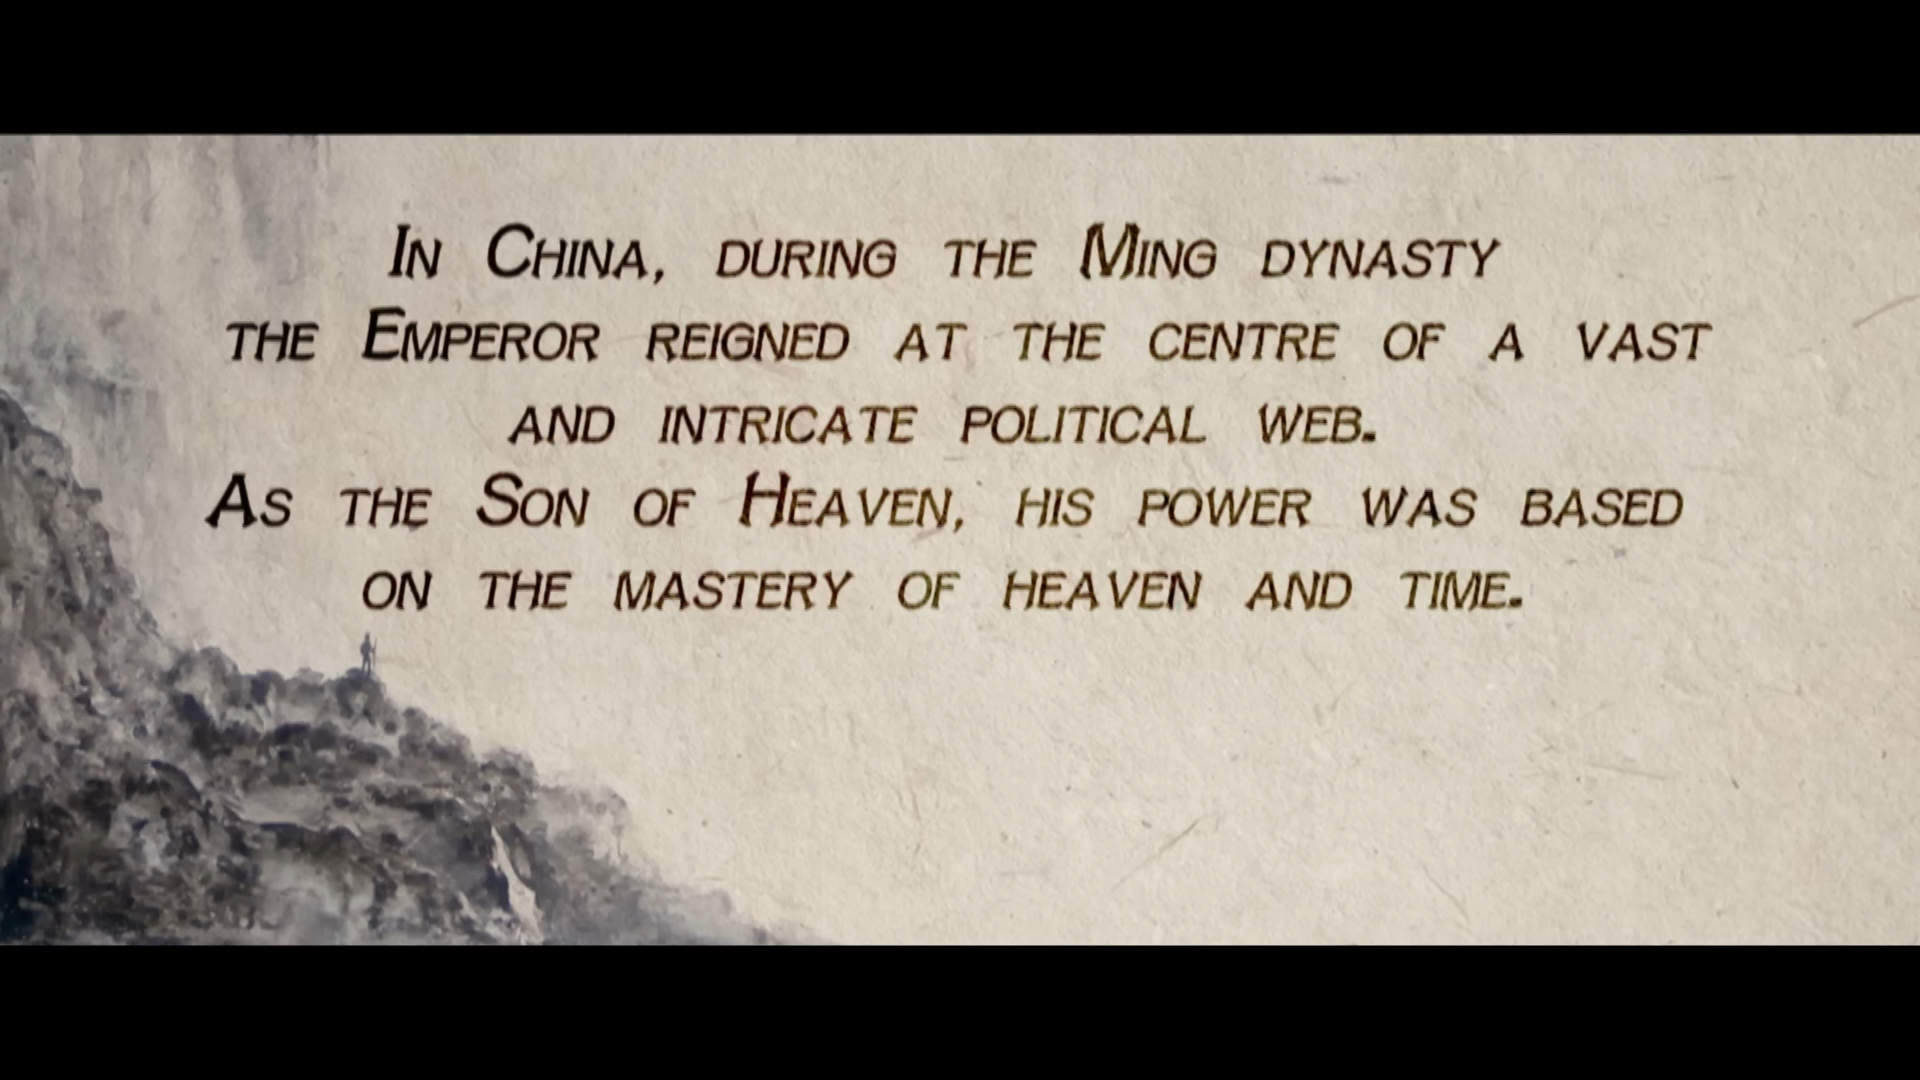 In China, during the Ming dynasty
the Emperor reigned at the centre of a vast
and intricate political web.
As the Son of Heaven, his power was based
on the mastery of heaven and time.